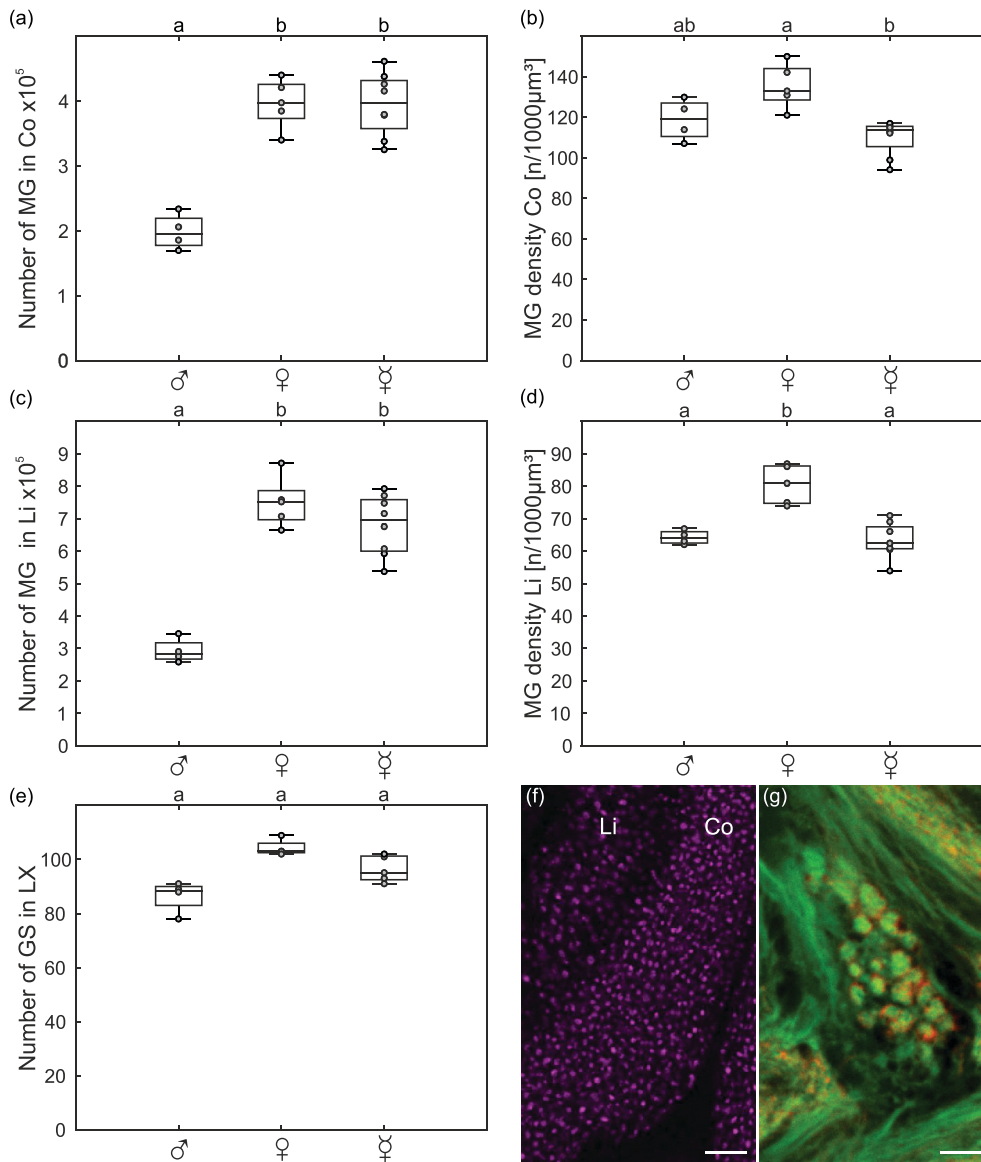 (a)
a b b
Number of MG in Co x10⁵
4
3
2
1
0
♂ ♀ ☿
(b)
ab a b
MG density Co [n/1000µm³]
140
120
100
80
60
40
20
0
♂ ♀ ☿
(c)
a b b
Number of MG in Li x10⁵
9
8
7
6
5
4
3
2
1
0
♂ ♀ ☿
(d)
a b a
MG density Li [n/1000µm³]
90
80
70
60
50
40
30
20
10
0
♂ ♀ ☿
(e)
a a a
Number of GS in LX
100
80
60
40
20
0
♂ ♀ ☿
(f)
Li Co
(g)